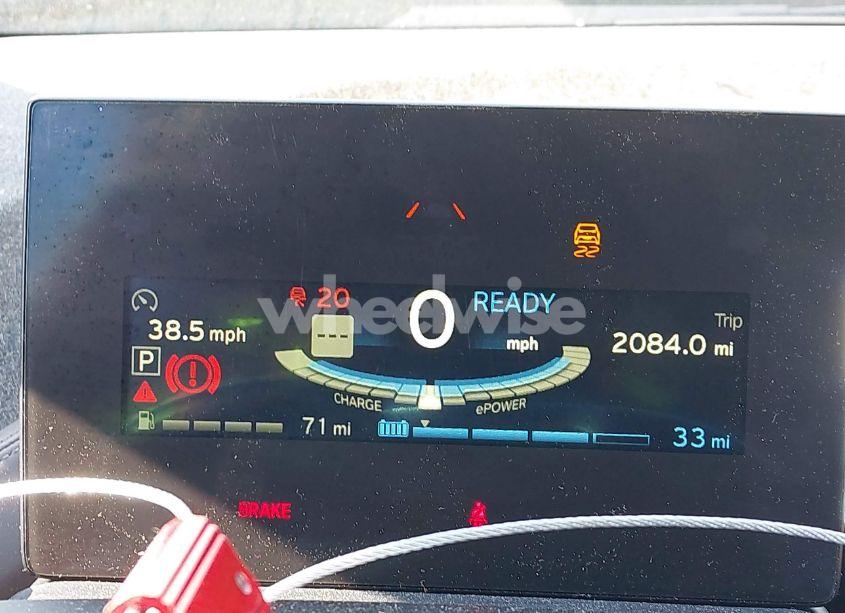 20
READY
38.5 mph
0
mph
Trip
2084.0 mi
---
P
CHARGE
ePOWER
71 mi
33 mi
BRAKE
wheelwise